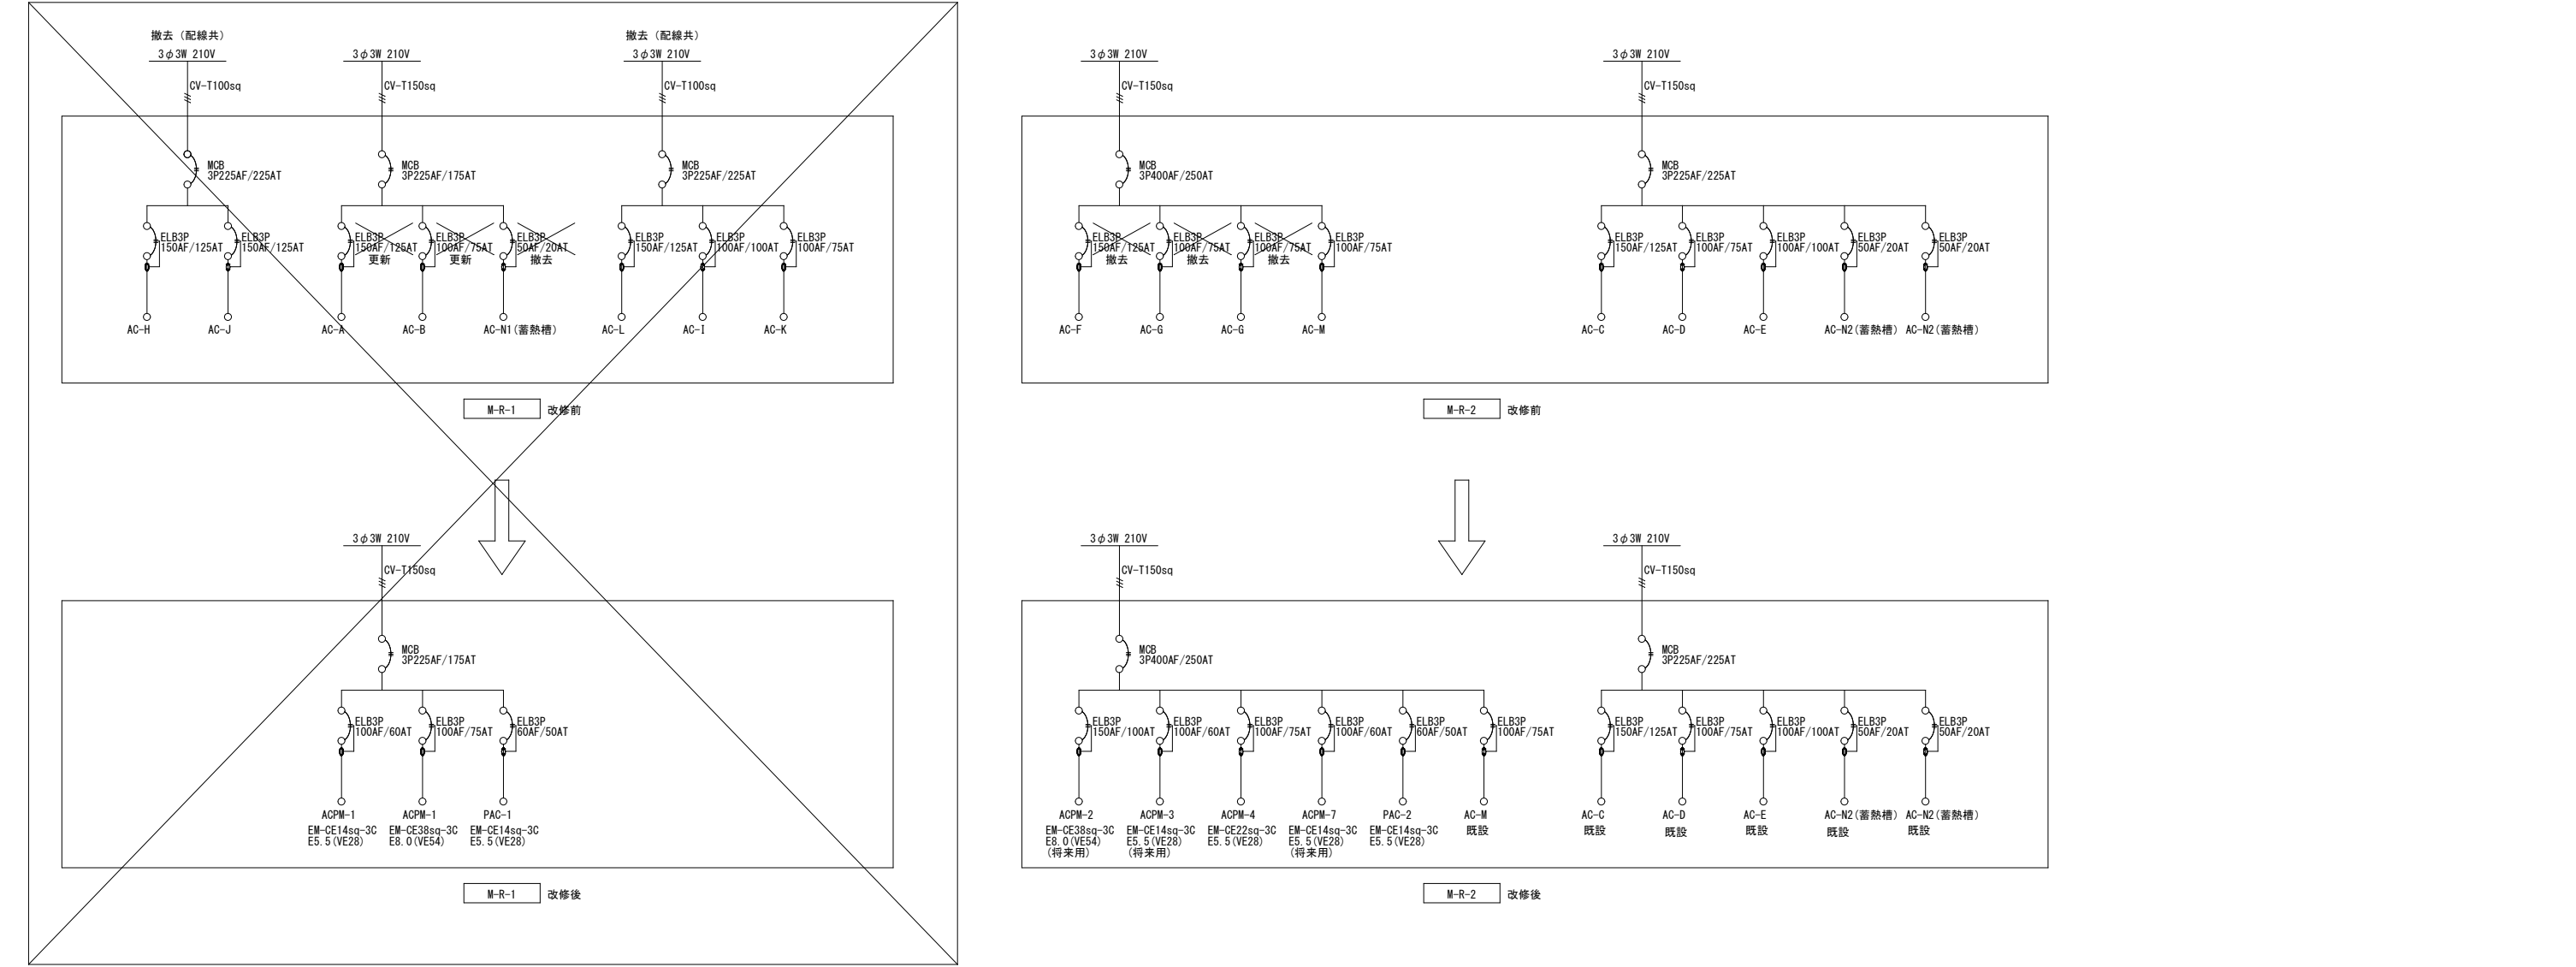 撤去（配線共）
3φ3W 210V
CV-T100sq
3φ3W 210V
CV-T150sq
撤去（配線共）
3φ3W 210V
CV-T100sq
MCB
3P225AF/225AT
MCB
3P225AF/175AT
MCB
3P225AF/225AT
ELB3P
150AF/125AT
ELB3P
150AF/125AT
ELB3P
150AF/125AT
更新
ELB3P
100AF/75AT
更新
ELB3P
50AF/20AT
撤去
ELB3P
150AF/125AT
ELB3P
100AF/100AT
ELB3P
100AF/75AT
AC-H
AC-J
AC-A
AC-B
AC-N1(蓄熱槽)
AC-L
AC-I
AC-K
M-R-1 改修前
3φ3W 210V
CV-T150sq
3φ3W 210V
CV-T150sq
MCB
3P400AF/250AT
MCB
3P225AF/225AT
ELB3P
150AF/125AT
撤去
ELB3P
100AF/75AT
撤去
ELB3P
100AF/75AT
撤去
ELB3P
100AF/75AT
ELB3P
150AF/125AT
ELB3P
100AF/75AT
ELB3P
100AF/100AT
ELB3P
50AF/20AT
ELB3P
50AF/20AT
AC-F
AC-G
AC-G
AC-M
AC-C
AC-D
AC-E
AC-N2(蓄熱槽)
AC-N2(蓄熱槽)
M-R-2 改修前
3φ3W 210V
CV-T150sq
MCB
3P225AF/175AT
ELB3P
100AF/60AT
ELB3P
100AF/75AT
ELB3P
60AF/50AT
ACPM-1
EM-CE14sq-3C
E5.5(VE28)
ACPM-1
EM-CE38sq-3C
E8.0(VE54)
PAC-1
EM-CE14sq-3C
E5.5(VE28)
M-R-1 改修後
3φ3W 210V
CV-T150sq
3φ3W 210V
CV-T150sq
MCB
3P400AF/250AT
MCB
3P225AF/225AT
ELB3P
150AF/100AT
ELB3P
100AF/60AT
ELB3P
100AF/75AT
ELB3P
100AF/60AT
ELB3P
60AF/50AT
ELB3P
100AF/75AT
ELB3P
150AF/125AT
ELB3P
100AF/75AT
ELB3P
100AF/100AT
ELB3P
50AF/20AT
ELB3P
50AF/20AT
ACPM-2
EM-CE38sq-3C
E8.0(VE54)
(将来用)
ACPM-3
EM-CE14sq-3C
E5.5(VE28)
(将来用)
ACPM-4
EM-CE22sq-3C
E5.5(VE28)
ACPM-7
EM-CE14sq-3C
E5.5(VE28)
(将来用)
PAC-2
EM-CE14sq-3C
E5.5(VE28)
AC-M
既設
AC-C
既設
AC-D
既設
AC-E
既設
AC-N2(蓄熱槽)
既設
AC-N2(蓄熱槽)
既設
M-R-2 改修後